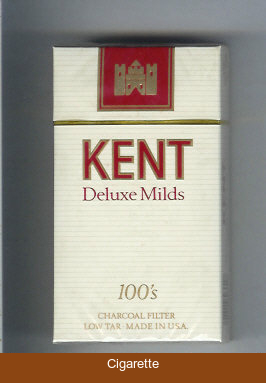 KENT
Deluxe Milds
100's
CHARCOAL FILTER
LOW TAR·MADE IN U.S.A.
Cigarette